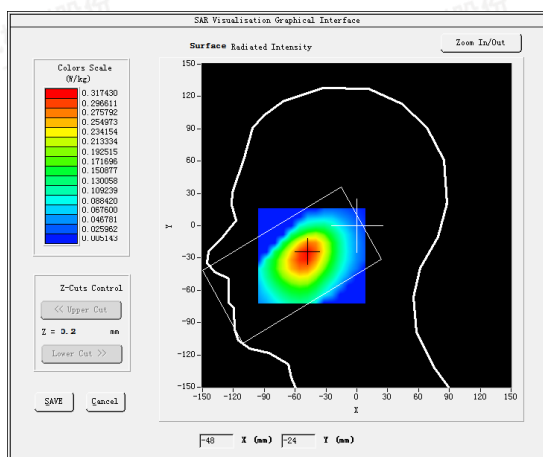 SAR Visualisation Graphical Interface
Surface Radiated Intensity
Zoom In/Out
Colors Scale
(W/kg)
0.317430
0.296611
0.275792
0.254973
0.234154
0.213334
0.192515
0.171696
0.150877
0.130058
0.109239
0.088420
0.067600
0.046781
0.025962
0.005143
Z-Cuts Control
<< Upper Cut
Z = 0.2 mm
Lower Cut >>
SAVE Cancel
150
120
90
60
30
0
-30
-60
-90
-120
-150
Y
-150 -120 -90 -60 -30 0 30 60 90 120 150
X
-48 X (mm) -24 Y (mm)